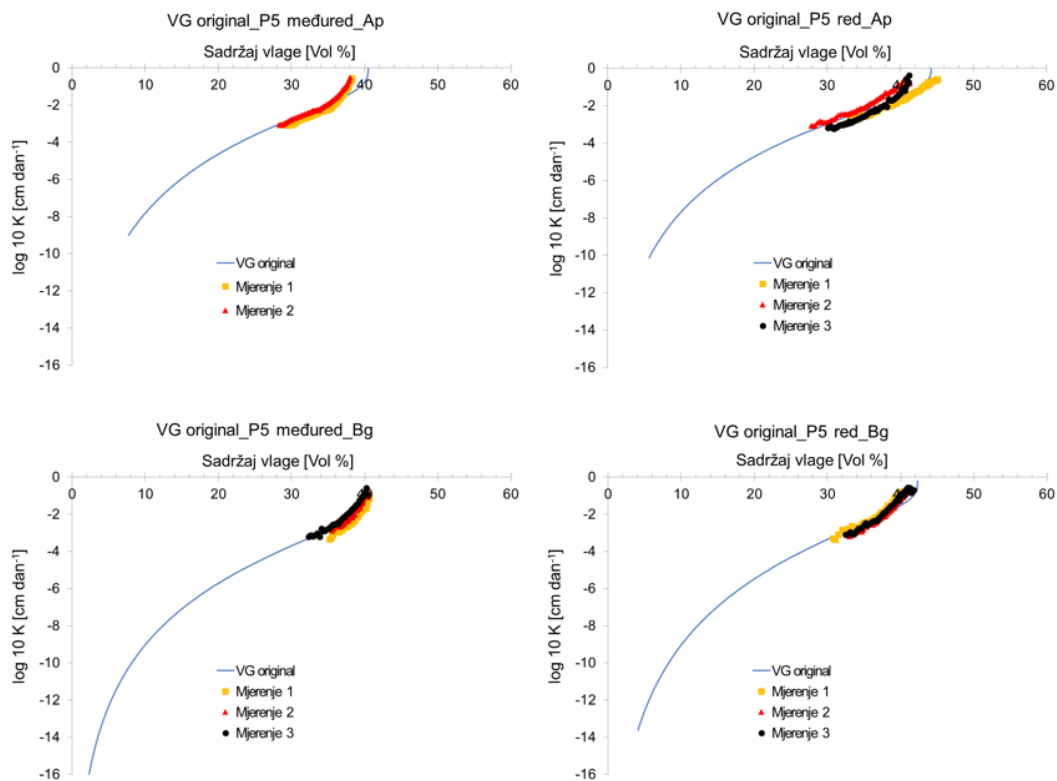 VG original_P5 međured_Ap
Sadržaj vlage [Vol %]
0 10 20 30 40 50 60
0
-2
-4
-6
-8
-10
-12
-14
-16
log 10 K [cm dan⁻¹]
VG original
Mjerenje 1
Mjerenje 2
VG original_P5 red_Ap
Sadržaj vlage [Vol %]
0 10 20 30 50 60
0
-2
-4
-6
-8
-10
-12
-14
-16
log 10 K [cm dan⁻¹]
VG original
Mjerenje 1
Mjerenje 2
Mjerenje 3
VG original_P5 međured_Bg
Sadržaj vlage [Vol %]
0 10 20 30 50 60
0
-2
-4
-6
-8
-10
-12
-14
-16
log 10 K [cm dan⁻¹]
VG original
Mjerenje 1
Mjerenje 2
Mjerenje 3
VG original_P5 red_Bg
Sadržaj vlage [Vol %]
0 10 20 30 50 60
0
-2
-4
-6
-8
-10
-12
-14
-16
log 10 K [cm dan⁻¹]
VG original
Mjerenje 1
Mjerenje 2
Mjerenje 3